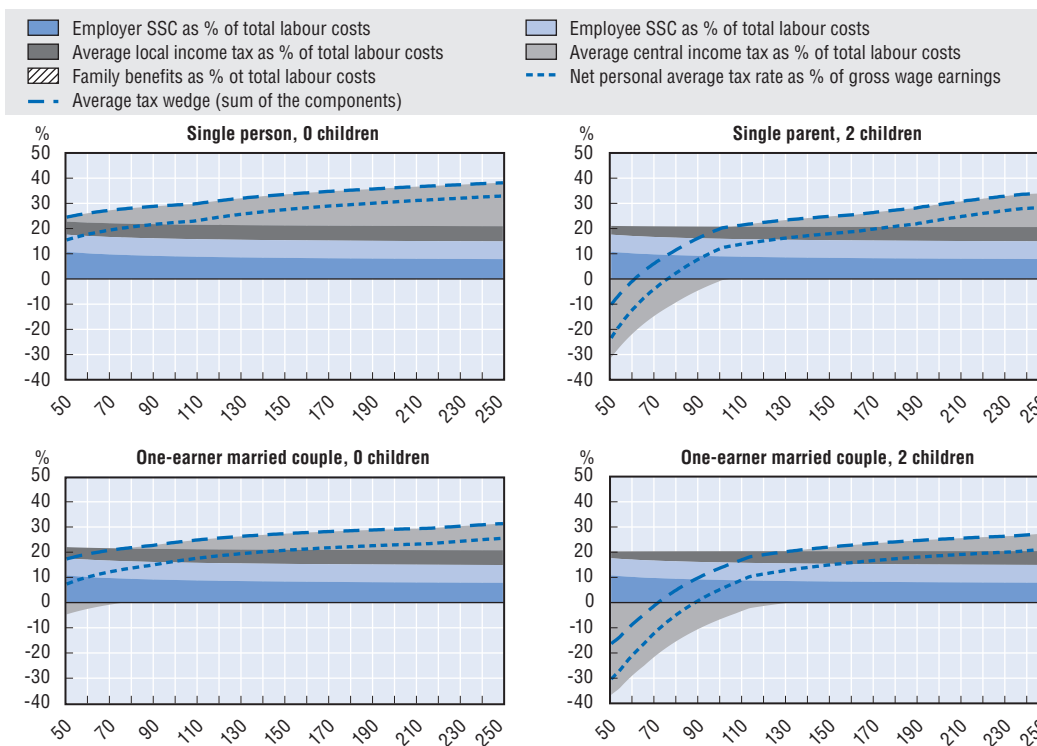 Employer SSC as % of total labour costs
Employee SSC as % of total labour costs
Average local income tax as % of total labour costs
Average central income tax as % of total labour costs
Family benefits as % ot total labour costs
Net personal average tax rate as % of gross wage earnings
Average tax wedge (sum of the components)
% Single person, 0 children
50
40
30
20
10
0
-10
-20
-30
-40
50 70 90 110 130 150 170 190 210 230 250
% Single parent, 2 children
50
40
30
20
10
0
-10
-20
-30
-40
50 70 90 110 130 150 170 190 210 230 250
% One-earner married couple, 0 children
50
40
30
20
10
0
-10
-20
-30
-40
50 70 90 110 130 150 170 190 210 230 250
% One-earner married couple, 2 children
50
40
30
20
10
0
-10
-20
-30
-40
50 70 90 110 130 150 170 190 210 230 250